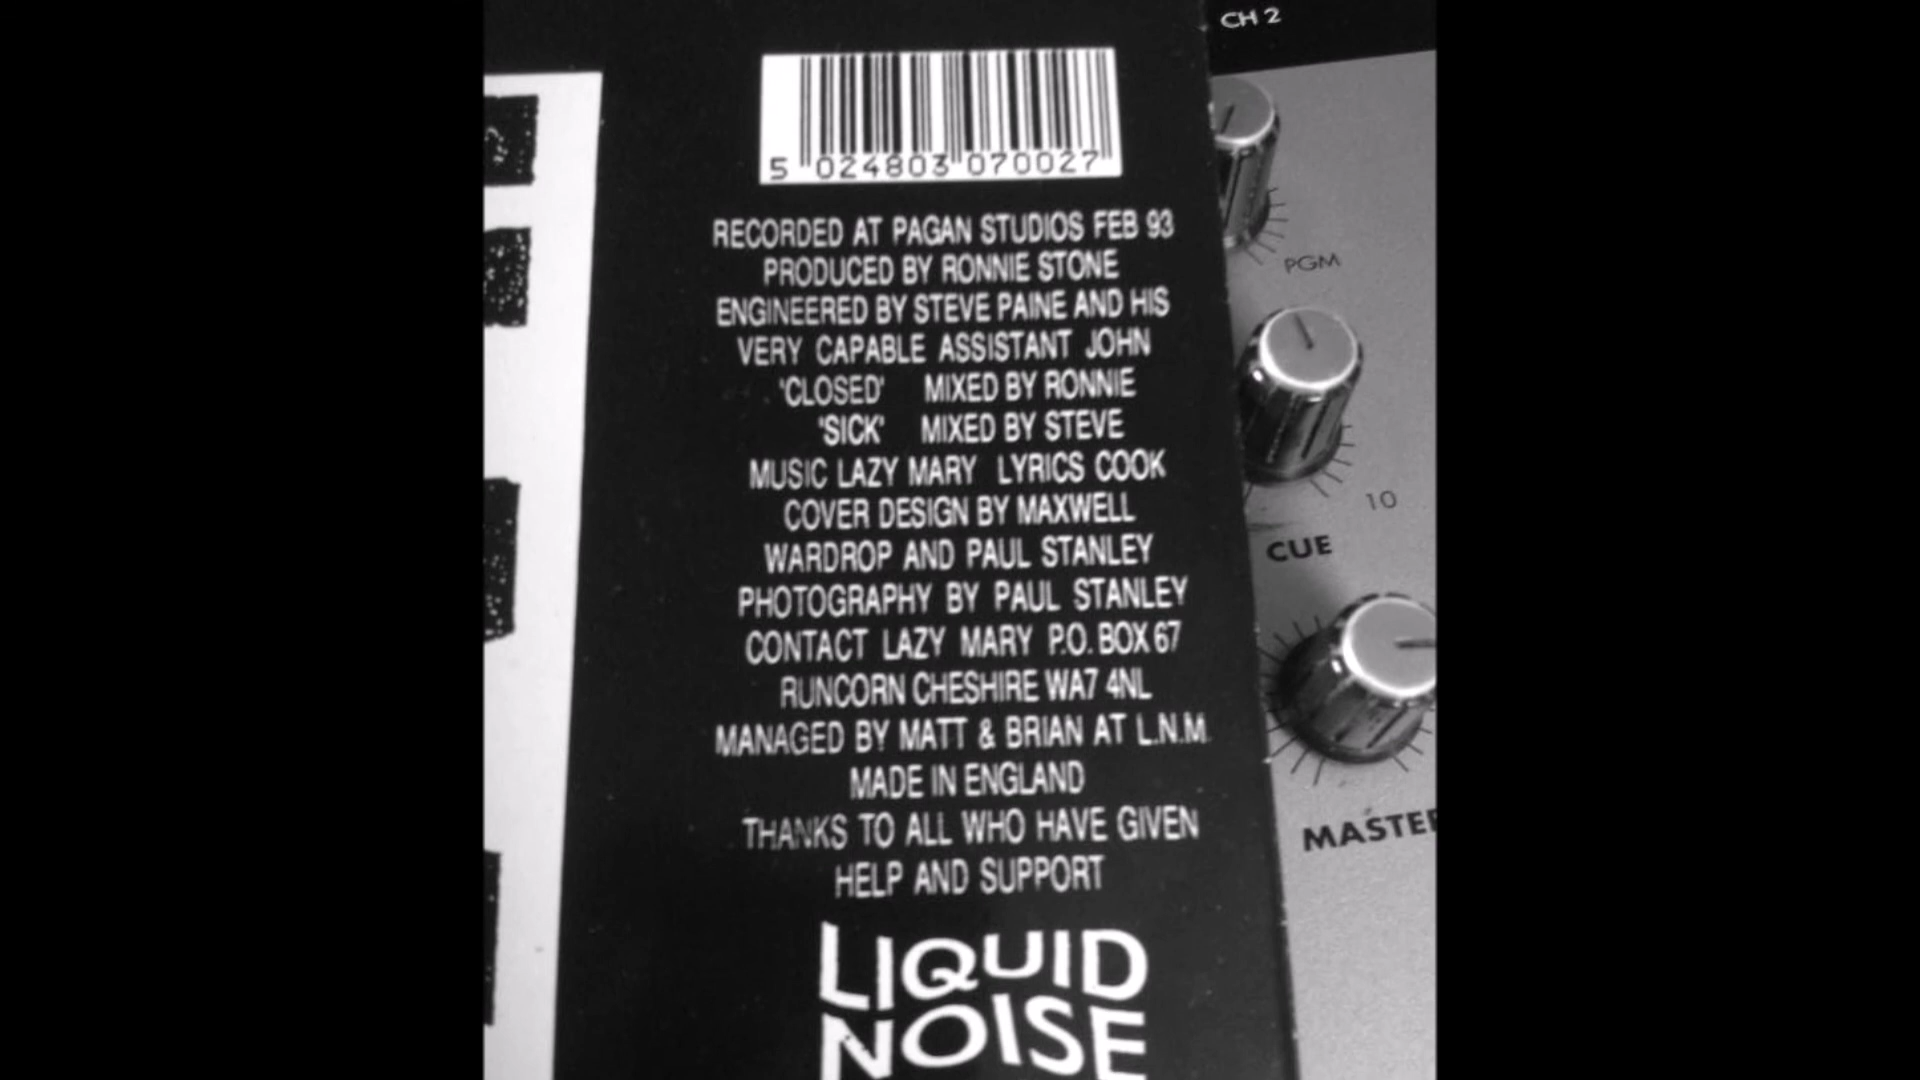 CH 2
5 024803 070027
RECORDED AT PAGAN STUDIOS FEB 93
PRODUCED BY RONNIE STONE
ENGINEERED BY STEVE PAINE AND HIS
VERY CAPABLE ASSISTANT JOHN
'CLOSED' MIXED BY RONNIE
'SICK' MIXED BY STEVE
MUSIC LAZY MARY LYRICS COOK
COVER DESIGN BY MAXWELL
WARDROP AND PAUL STANLEY
PHOTOGRAPHY BY PAUL STANLEY
CONTACT LAZY MARY P.O. BOX 67
RUNCORN CHESHIRE WA7 4NL
MANAGED BY MATT & BRIAN AT L.N.M.
MADE IN ENGLAND
THANKS TO ALL WHO HAVE GIVEN
HELP AND SUPPORT
LIQUID
NOISE
PGM
10
CUE
MASTER